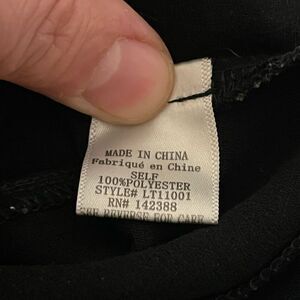 MADE IN CHINA
Fabriqué en Chine
SELF
100%POLYESTER
STYLE# LT11001
RN# 142388
SEE REVERSE FOR CARE